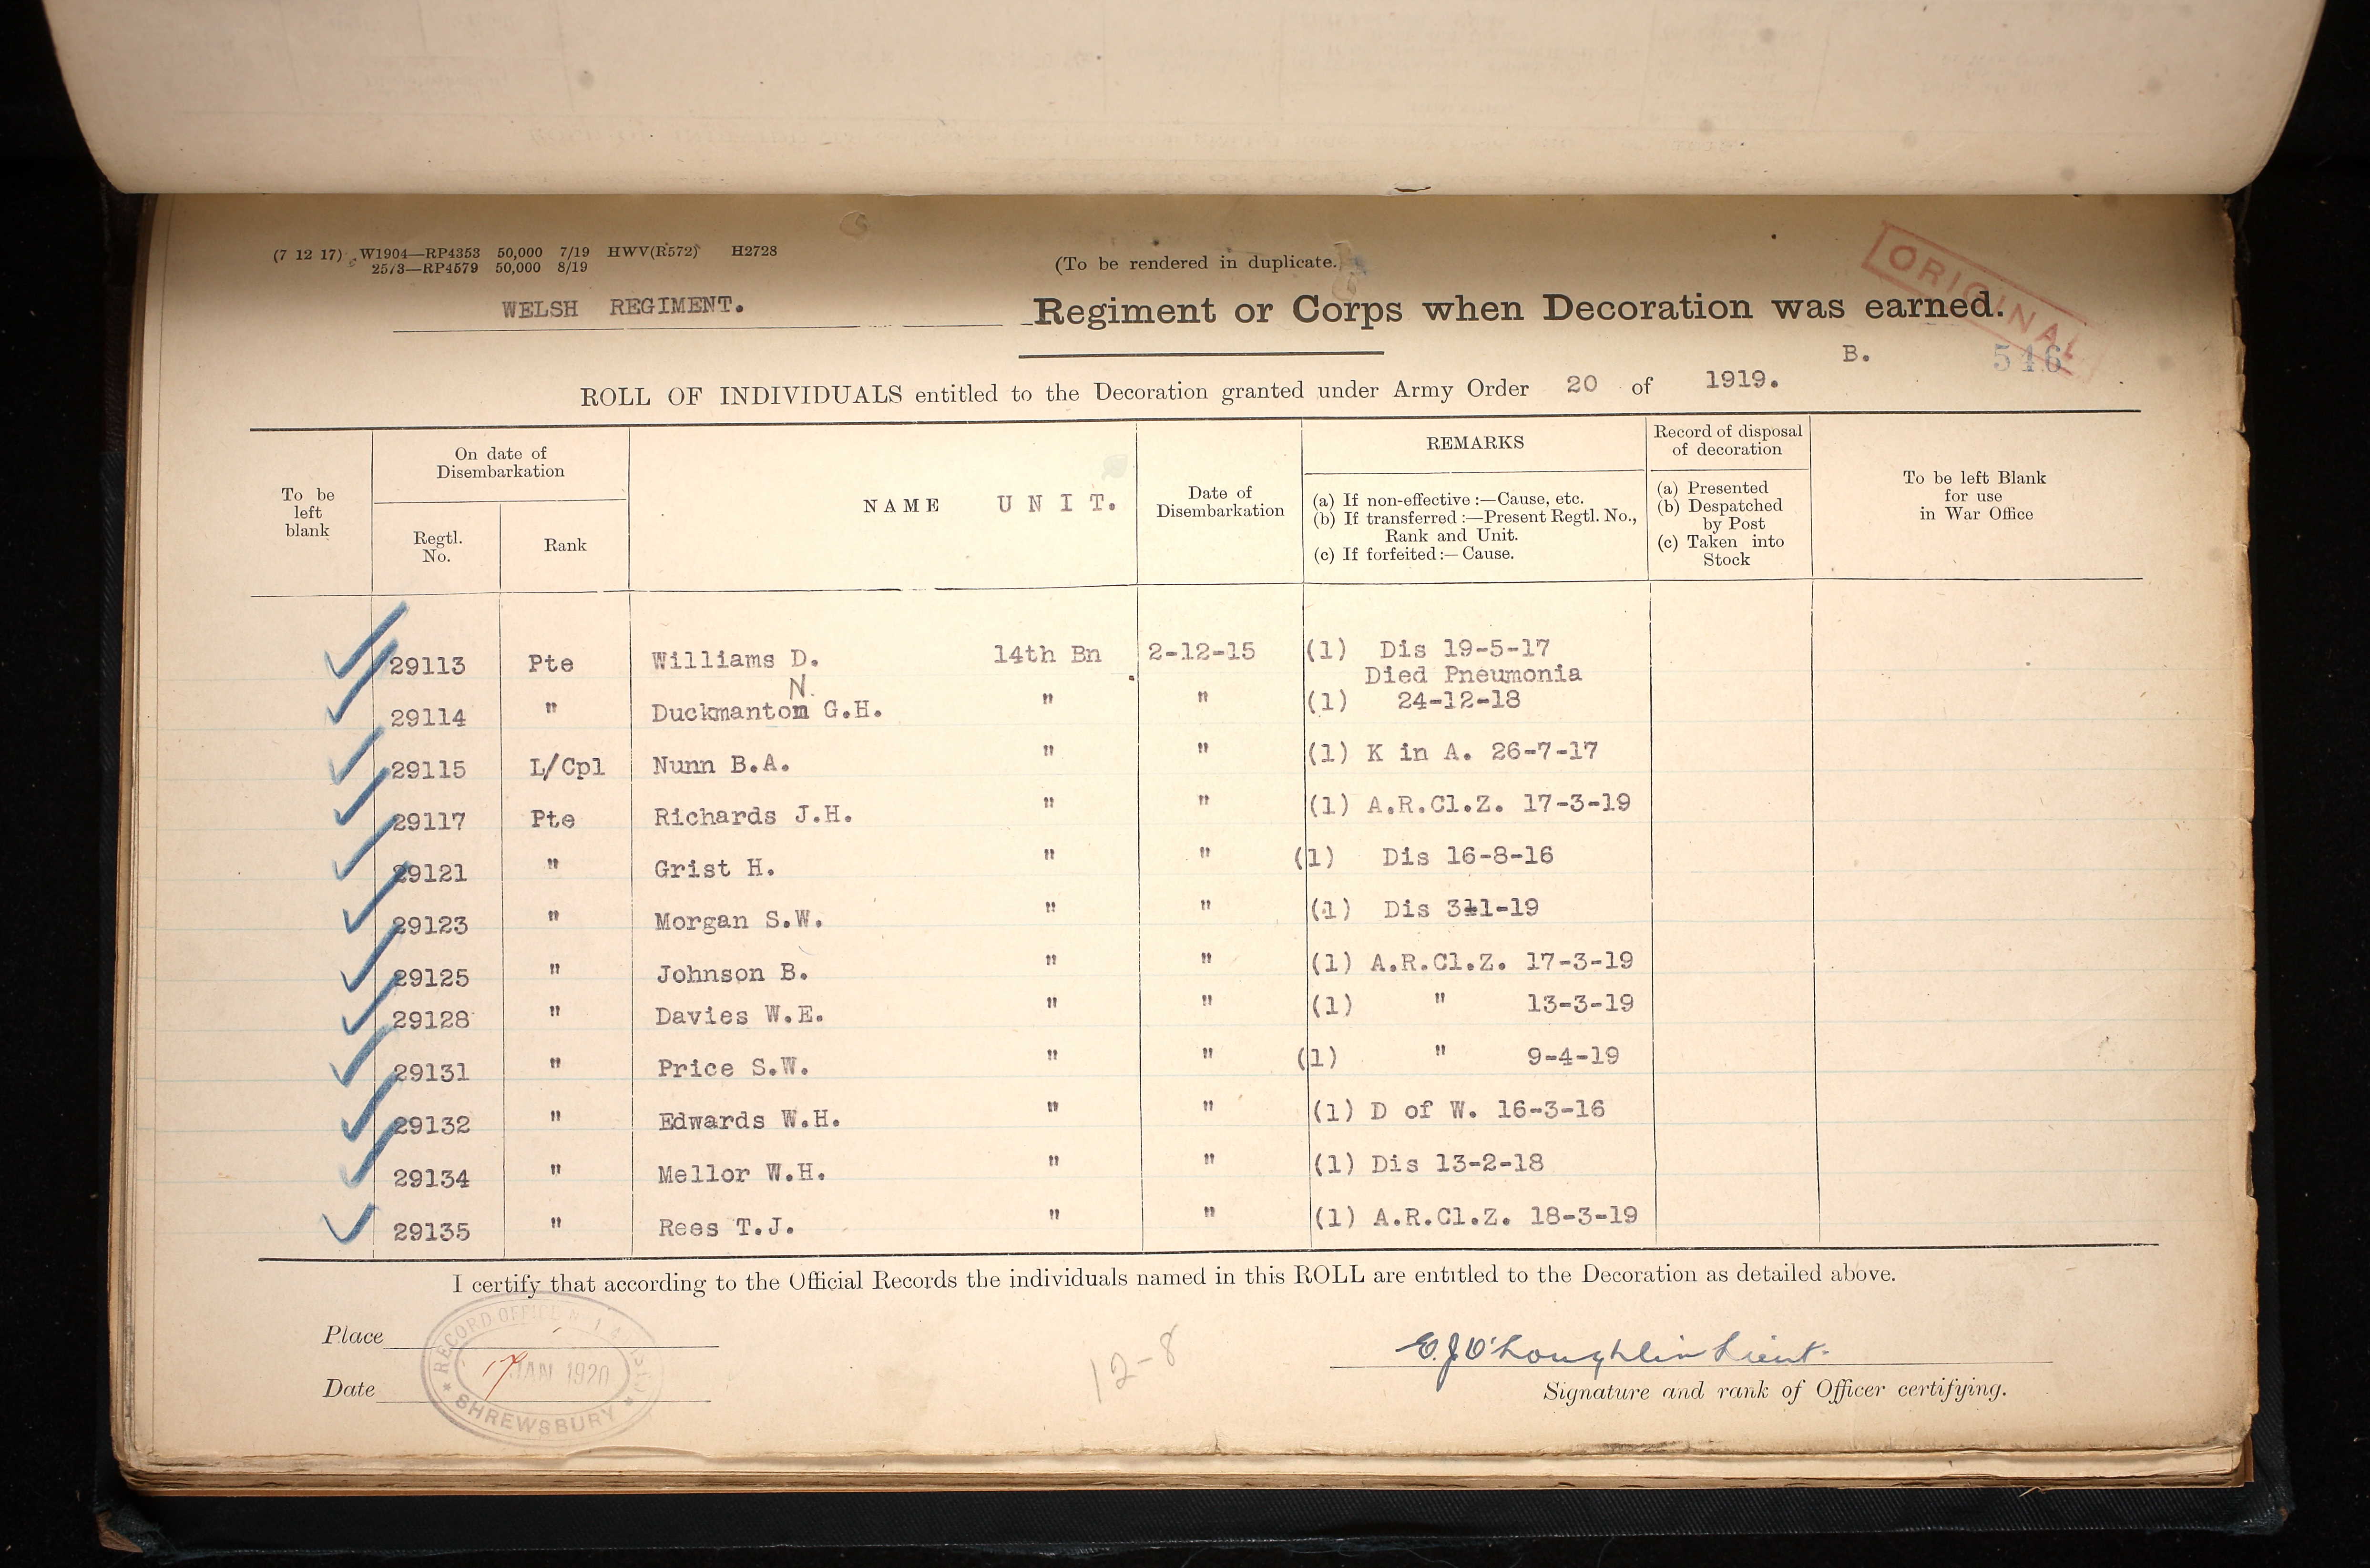 (7 12 17) W1904—RP4353 50,000 7/19 HWV(R572) H2728
2573—RP4579 50,000 8/19
(To be rendered in duplicate.)
ORIGINAL
WELSH REGIMENT. Regiment or Corps when Decoration was earned.
B. 546
ROLL OF INDIVIDUALS entitled to the Decoration granted under Army Order 20 of 1919.
To be left blank
On date of Disembarkation
Regtl. No.
Rank
NAME UNIT.
Date of Disembarkation
REMARKS
(a) If non-effective :—Cause, etc.
(b) If transferred :—Present Regtl. No., Rank and Unit.
(c) If forfeited :— Cause.
Record of disposal of decoration
(a) Presented
(b) Despatched by Post
(c) Taken into Stock
To be left Blank for use in War Office
29113 Pte Williams D. 14th Bn 2-12-15 (1) Dis 19-5-17
N. Died Pneumonia
29114 " Duckmantom G.H. " " (1) 24-12-18
29115 L/Cpl Nunn B.A. " " (1) K in A. 26-7-17
29117 Pte Richards J.H. " " (1) A.R.Cl.Z. 17-3-19
29121 " Grist H. " " (1) Dis 16-8-16
29123 " Morgan S.W. " " (1) Dis 3-1-19
29125 " Johnson B. " " (1) A.R.Cl.Z. 17-3-19
29128 " Davies W.E. " " (1) " 13-3-19
29131 " Price S.W. " " (1) " 9-4-19
29132 " Edwards W.H. " " (1) D of W. 16-3-16
29134 " Mellor W.H. " " (1) Dis 13-2-18
29135 " Rees T.J. " " (1) A.R.Cl.Z. 18-3-19
I certify that according to the Official Records the individuals named in this ROLL are entitled to the Decoration as detailed above.
Place
Date
RECORD OFFICE
17 JAN 1920
SHREWSBURY
12-8
E.J O'Loughlin Lieut.
Signature and rank of Officer certifying.